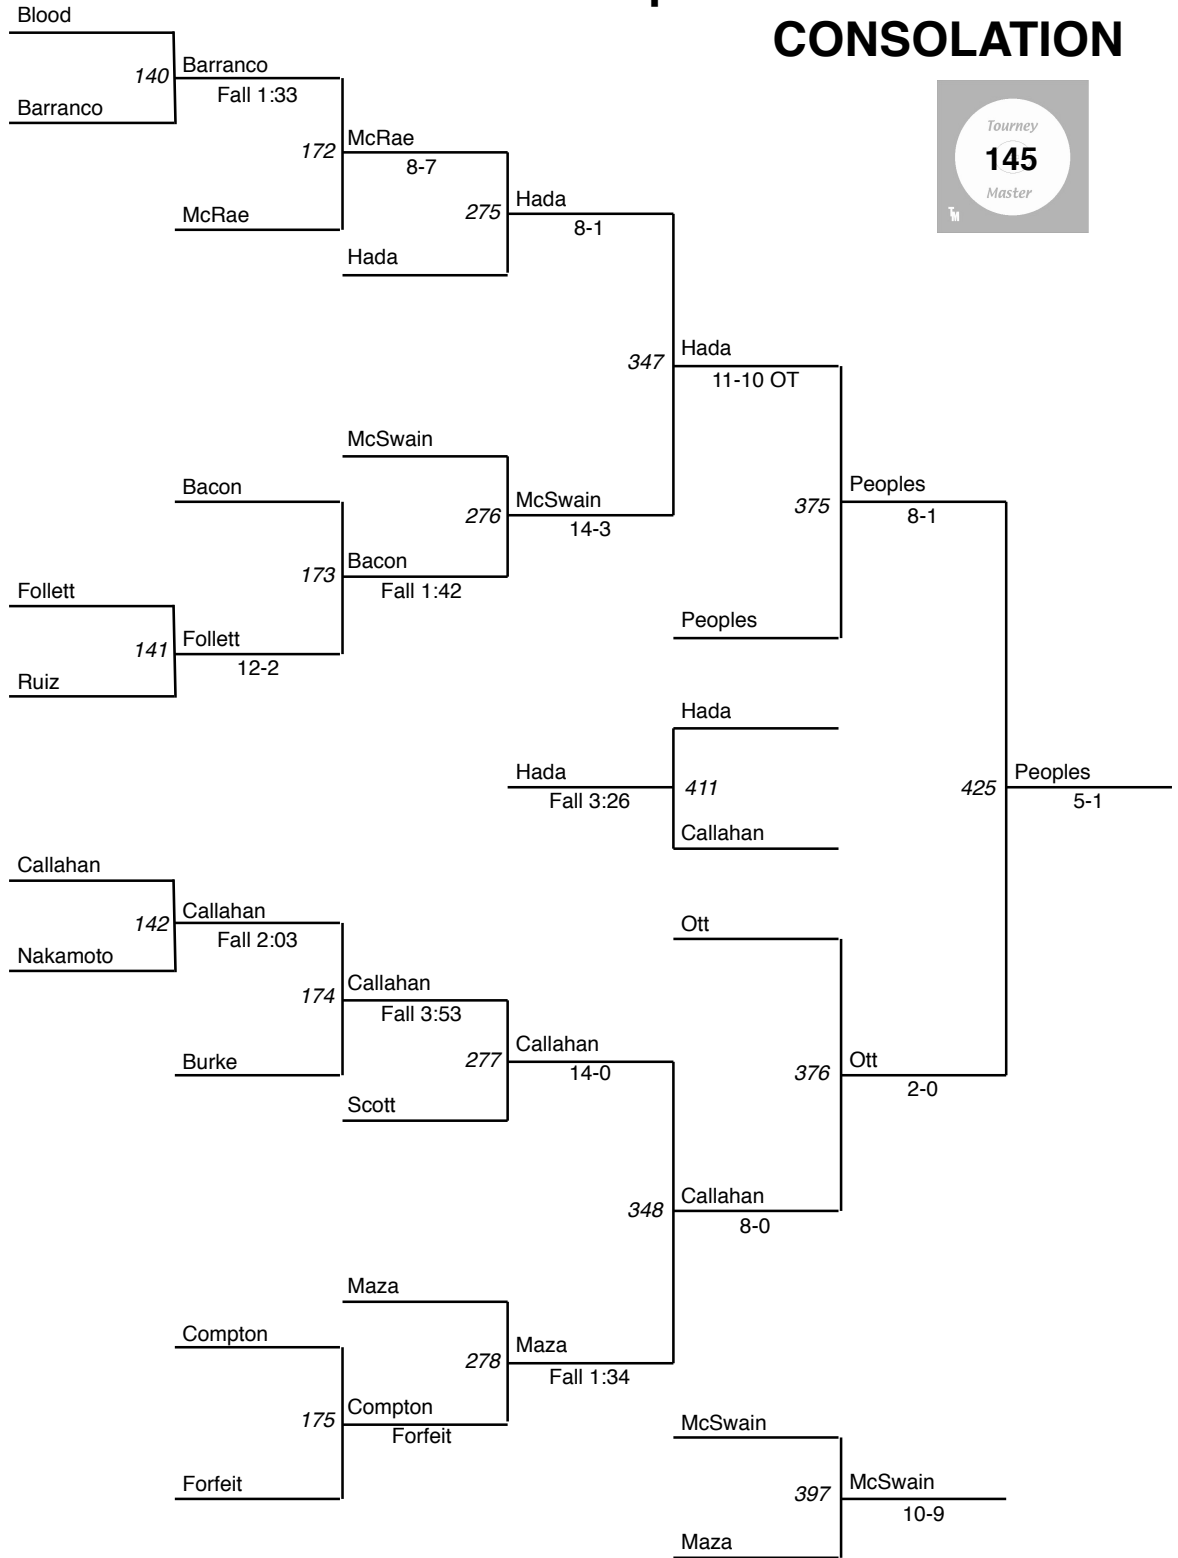 CONSOLATION
Tourney
145
Master
TM
Blood
140
Barranco
Fall 1:33
Barranco
172
McRae
8-7
McRae
275
Hada
8-1
Hada
347
Hada
11-10 OT
McSwain
Bacon
276
McSwain
14-3
375
Peoples
8-1
173
Bacon
Fall 1:42
Follett
141
Follett
12-2
Ruiz
Peoples
Hada
Hada
Fall 3:26
411
425
Peoples
5-1
Callahan
Callahan
142
Callahan
Fall 2:03
Nakamoto
Ott
174
Callahan
Fall 3:53
277
Callahan
14-0
376
Ott
2-0
Burke
Scott
348
Callahan
8-0
Maza
Compton
278
Maza
Fall 1:34
175
Compton
Forfeit
Forfeit
McSwain
397
McSwain
10-9
Maza